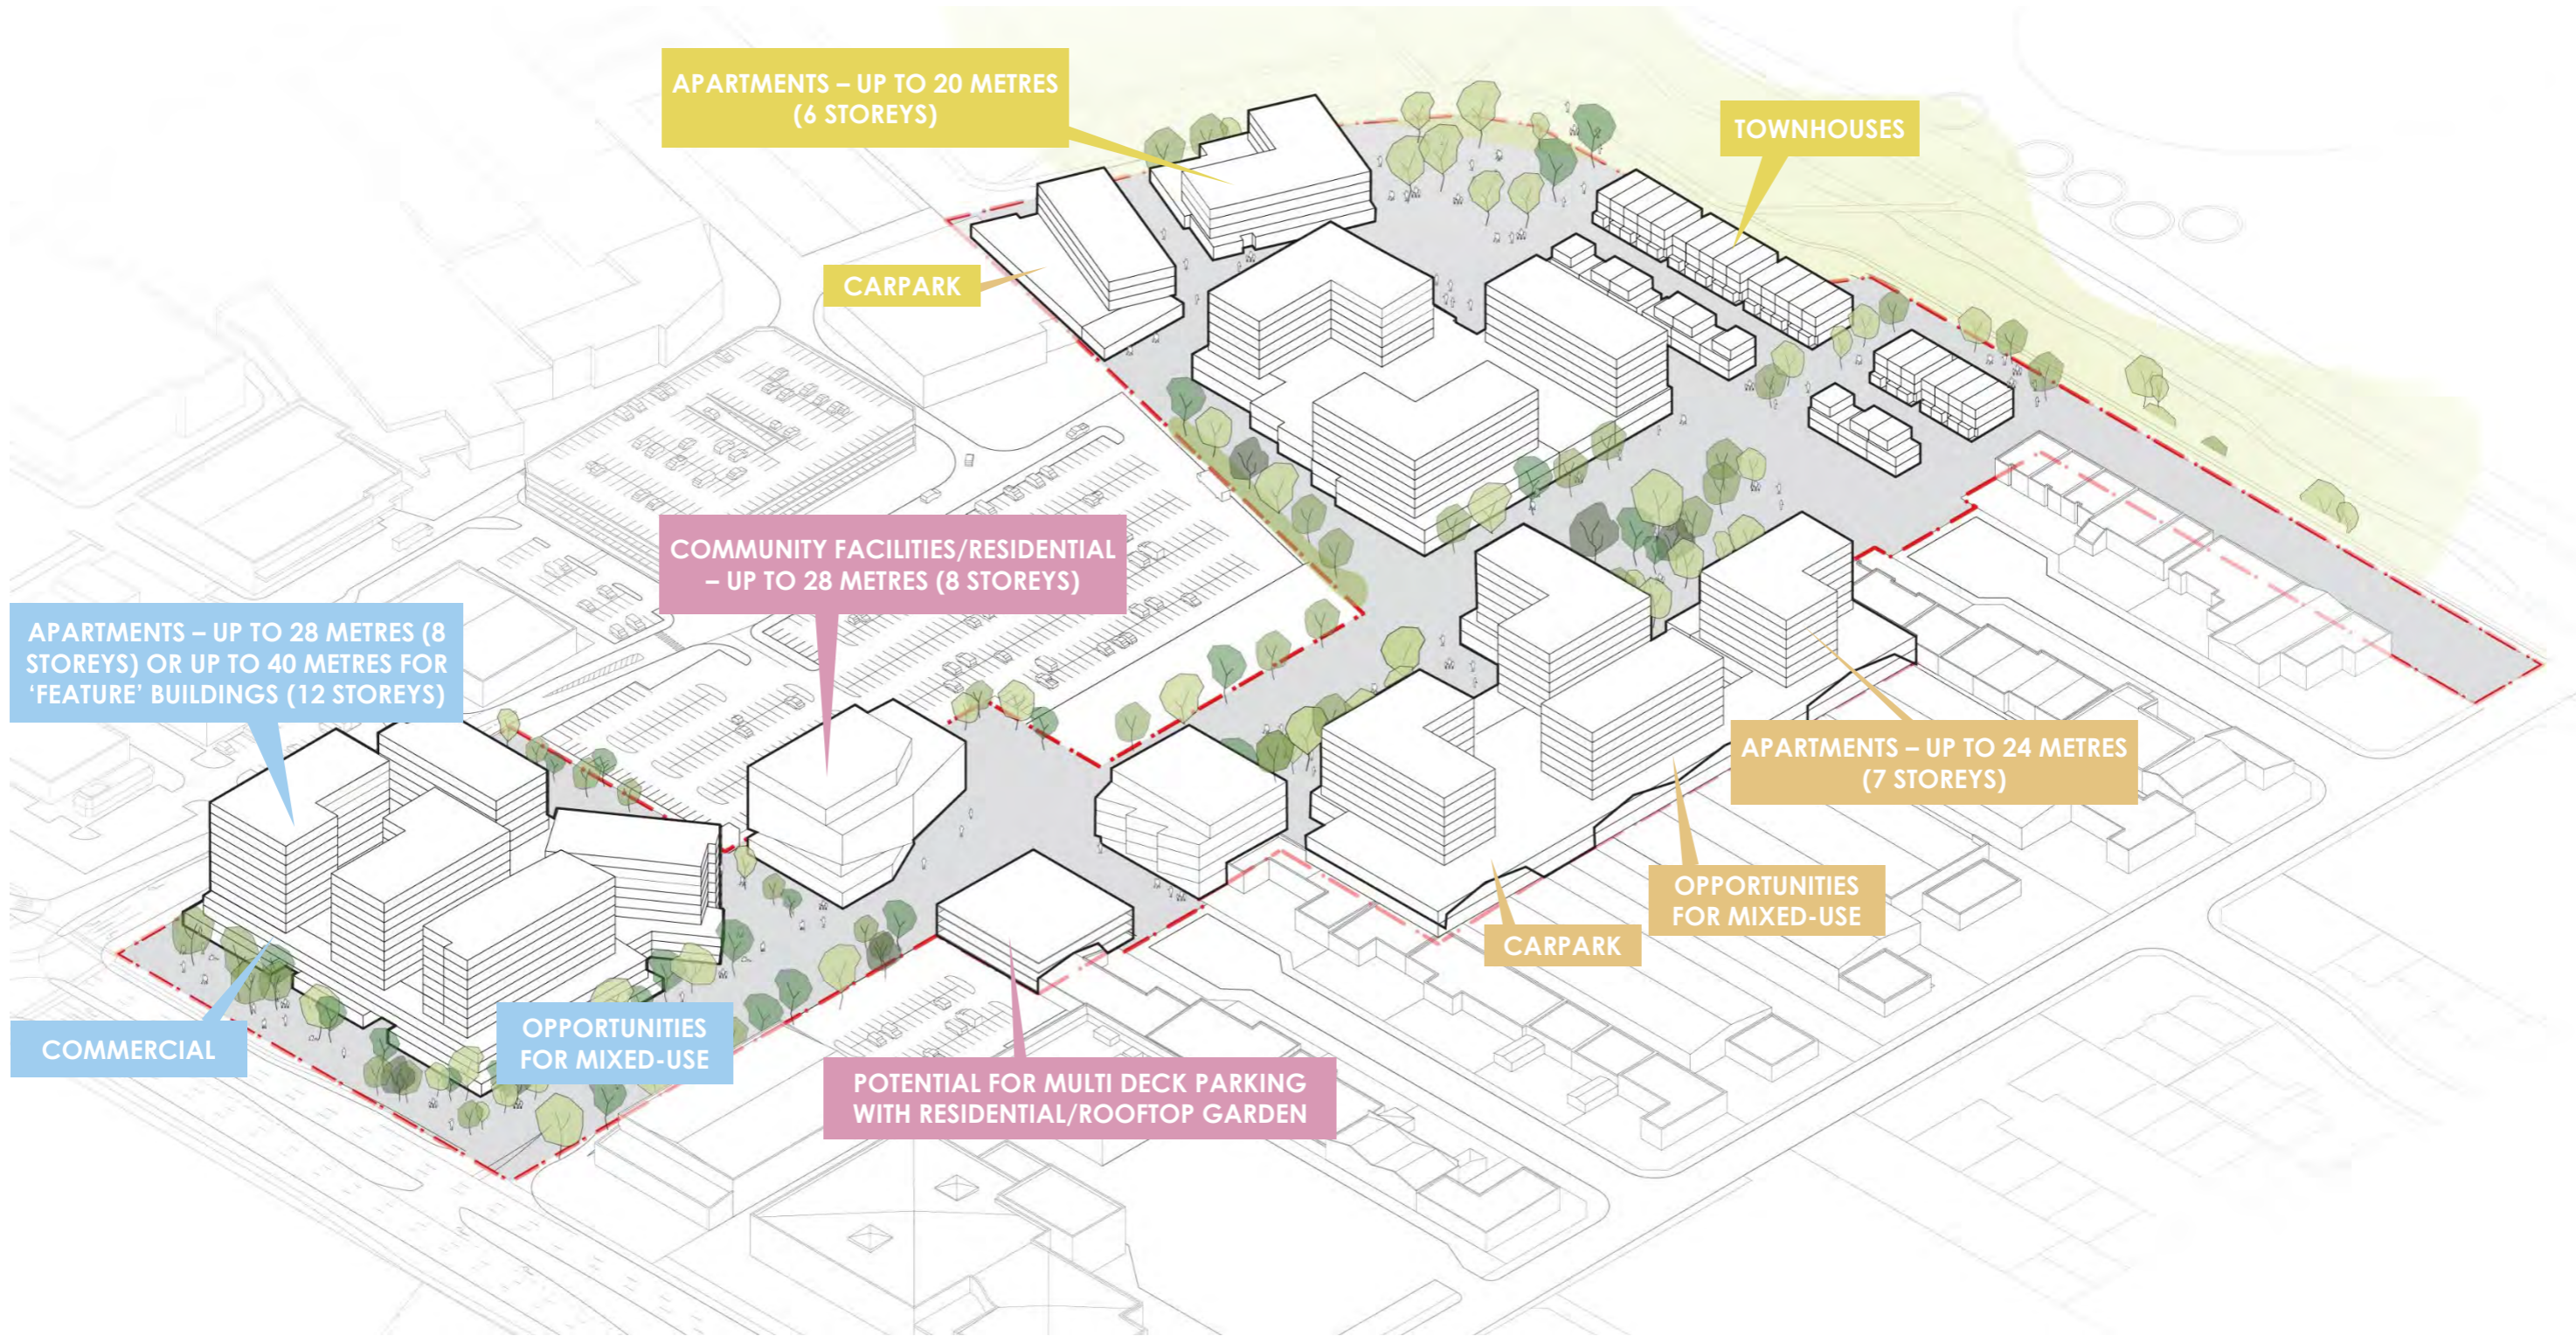 APARTMENTS – UP TO 20 METRES
(6 STOREYS)
TOWNHOUSES
CARPARK
COMMUNITY FACILITIES/RESIDENTIAL
– UP TO 28 METRES (8 STOREYS)
APARTMENTS – UP TO 28 METRES (8
STOREYS) OR UP TO 40 METRES FOR
‘FEATURE’ BUILDINGS (12 STOREYS)
APARTMENTS – UP TO 24 METRES
(7 STOREYS)
OPPORTUNITIES
FOR MIXED-USE
CARPARK
COMMERCIAL
OPPORTUNITIES
FOR MIXED-USE
POTENTIAL FOR MULTI DECK PARKING
WITH RESIDENTIAL/ROOFTOP GARDEN